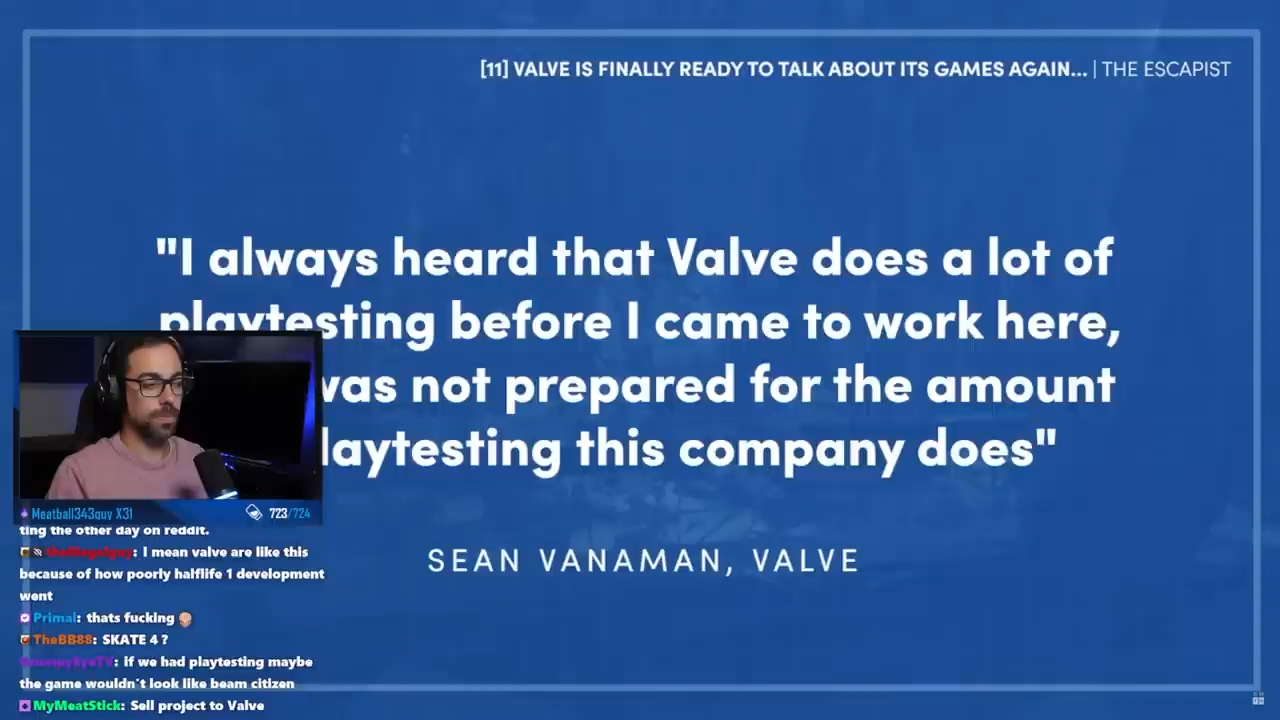 [11] VALVE IS FINALLY READY TO TALK ABOUT ITS GAMES AGAIN... | THE ESCAPIST
"I always heard that Valve does a lot of
playtesting before I came to work here,
was not prepared for the amount
laytesting this company does"
SEAN VANAMAN, VALVE
Meatball343guy X31 723/724
ting the other day on reddit.
: I mean valve are like this
because of how poorly halflife 1 development
went
Primal: thats fucking
TheBB88: SKATE 4 ?
: if we had playtesting maybe
the game wouldn't look like beam citizen
MyMeatStick: Sell project to Valve